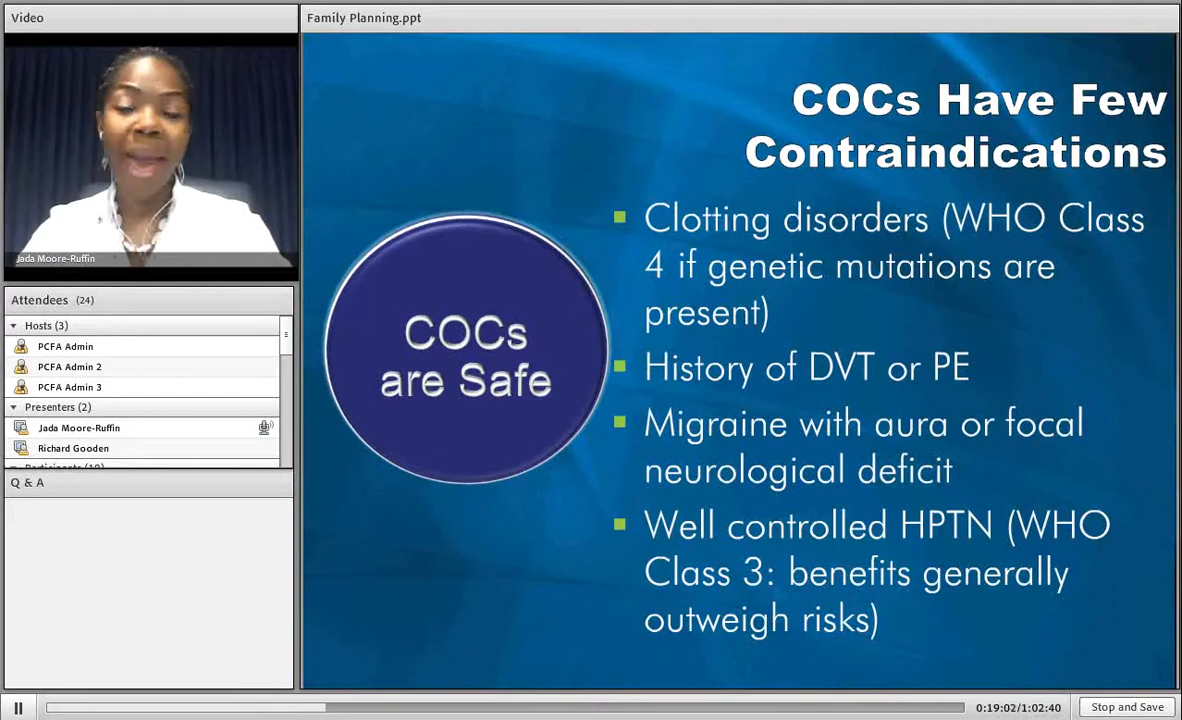 Video
Jada Moore-Ruffin
Attendees (24)
Hosts (3)
PCFA Admin
PCFA Admin 2
PCFA Admin 3
Presenters (2)
Jada Moore-Ruffin
Richard Gooden
Participants (19)
Q & A
Family Planning.ppt
COCs Have Few
Contraindications
COCs
are Safe
Clotting disorders (WHO Class
4 if genetic mutations are
present)
History of DVT or PE
Migraine with aura or focal
neurological deficit
Well controlled HPTN (WHO
Class 3: benefits generally
outweigh risks)
0:19:02/1:02:40
Stop and Save